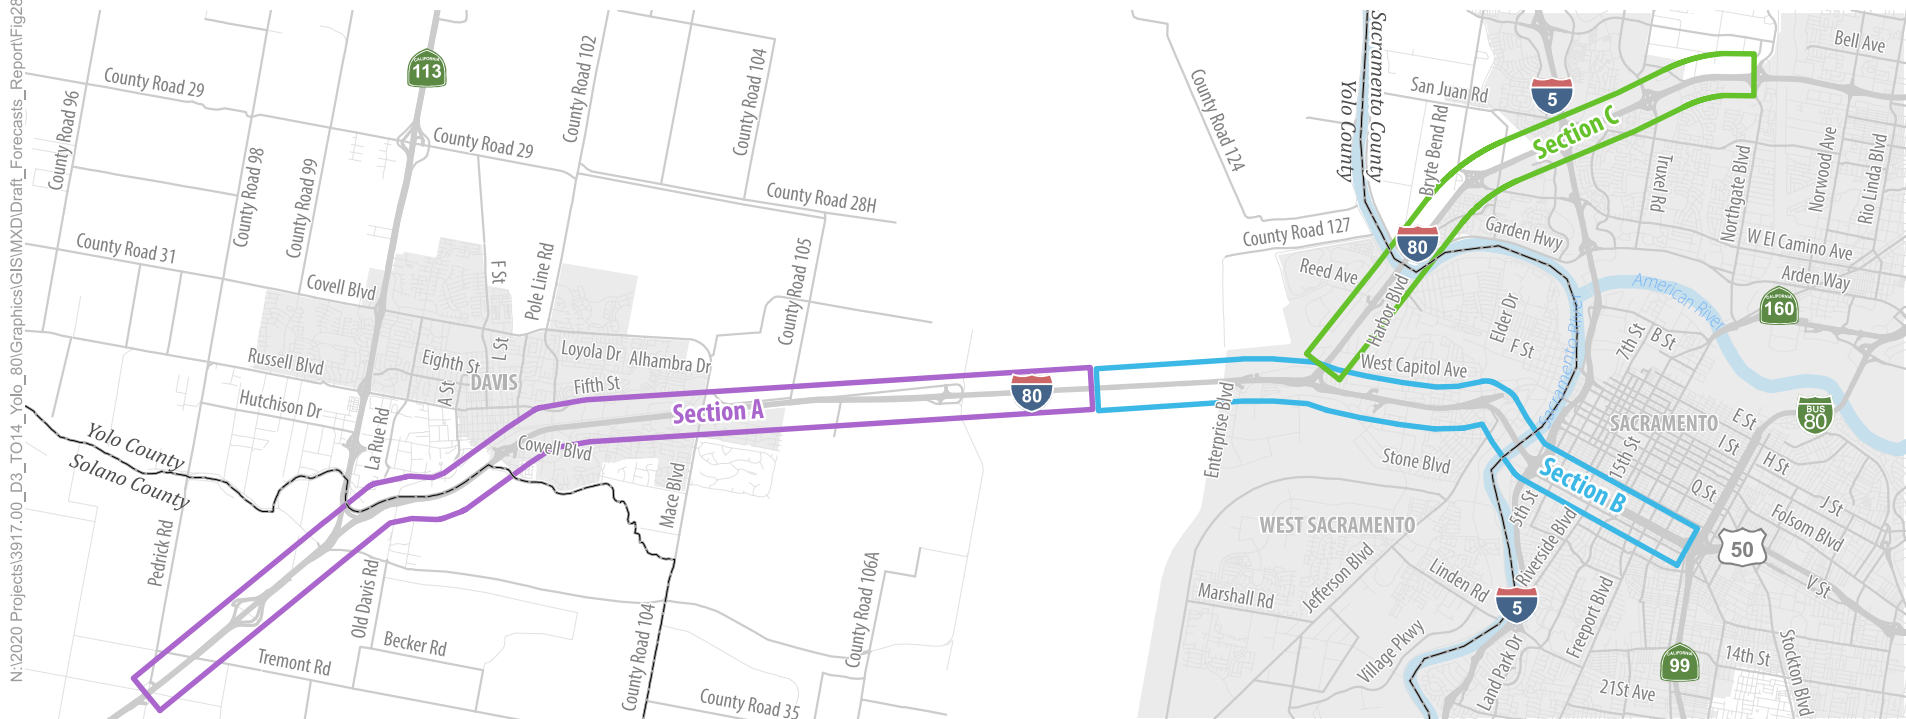 N:\2020 Projects\3917.00_D3_TO14_Yolo_80\Graphics\GIS\MXD\Draft_Forecasts_Report\Fig28
County Road 96
County Road 29
CALIFORNIA
113
County Road 29
County Road 98
County Road 99
County Road 102
County Road 104
County Road 28H
County Road 31
Covell Blvd
F St
Pole Line Rd
County Road 105
Russell Blvd
Eighth St
L St
Loyola Dr
Alhambra Dr
DAVIS
A St
Fifth St
Hutchison Dr
La Rue Rd
Section A
80
Cowell Blvd
Mace Blvd
Yolo County
Solano County
Pedrick Rd
Old Davis Rd
Becker Rd
Tremont Rd
County Road 104
County Road 106A
County Road 35
County Road 124
County Road 127
Yolo County
Sacramento County
San Juan Rd
Bryte Bend Rd
5
Section C
Bell Ave
Truxel Rd
Northgate Blvd
Norwood Ave
Rio Linda Blvd
80
Garden Hwy
W El Camino Ave
Arden Way
Reed Ave
Harbor Blvd
American River
CALIFORNIA
160
Elder Dr
F St
Sacramento River
7th St
B St
West Capitol Ave
Enterprise Blvd
SACRAMENTO
E St
BUS
80
I St
H St
15th St
Stone Blvd
Section B
Q St
J St
5th St
Folsom Blvd
WEST SACRAMENTO
Riverside Blvd
50
V St
Jefferson Blvd
Linden Rd
Marshall Rd
5
Freeport Blvd
Village Pkwy
Land Park Dr
CALIFORNIA
99
14th St
21St Ave
Stockton Blvd